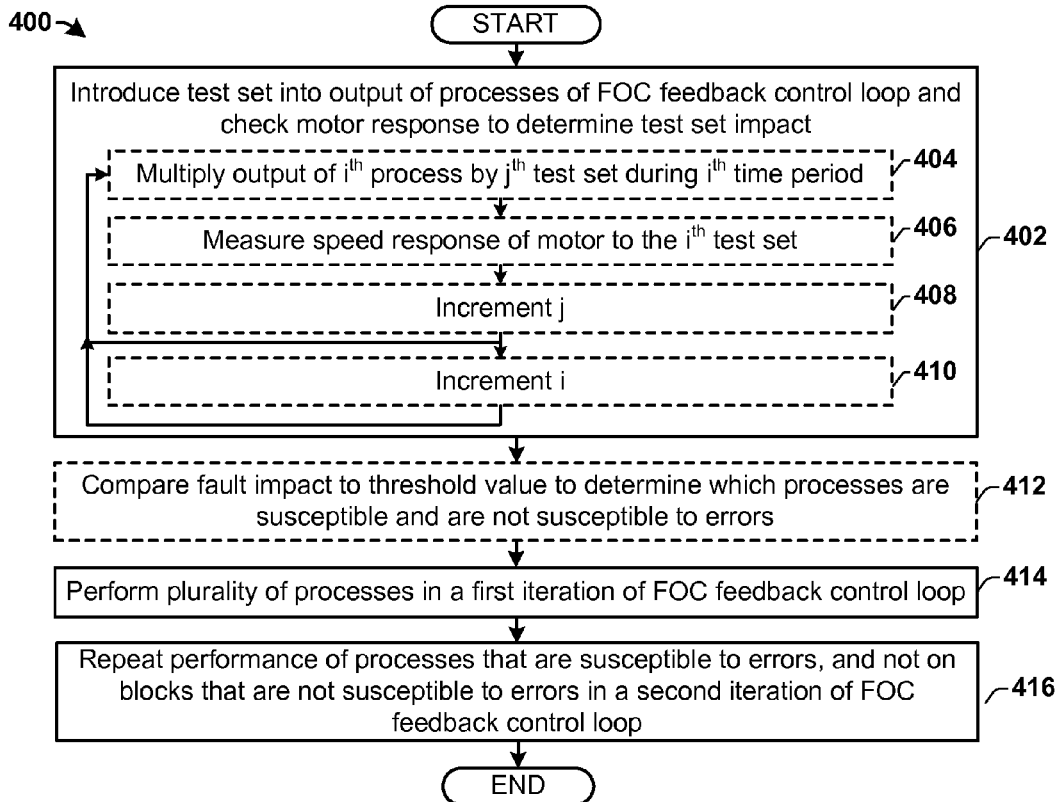 400
START
Introduce test set into output of processes of FOC feedback control loop and
check motor response to determine test set impact
Multiply output of i^th process by j^th test set during i^th time period
404
Measure speed response of motor to the i^th test set
406
402
Increment j
408
Increment i
410
Compare fault impact to threshold value to determine which processes are
susceptible and are not susceptible to errors
412
Perform plurality of processes in a first iteration of FOC feedback control loop
414
Repeat performance of processes that are susceptible to errors, and not on
blocks that are not susceptible to errors in a second iteration of FOC
feedback control loop
416
END